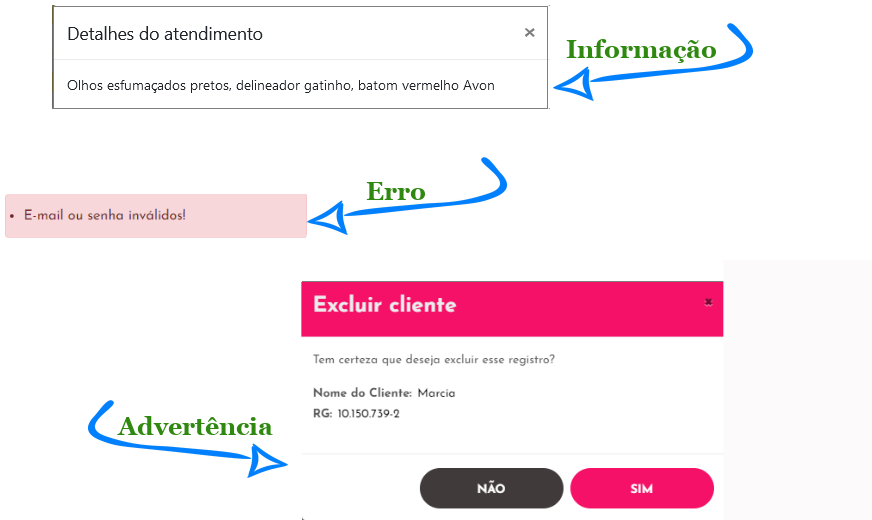 Detalhes do atendimento ×
Informação
Olhos esfumaçados pretos, delineador gatinho, batom vermelho Avon
Erro
• E-mail ou senha inválidos!
Excluir cliente ×
Tem certeza que deseja excluir esse registro?
Nome do Cliente: Marcia
RG: 10.150.739-2
Advertência
NÃO SIM